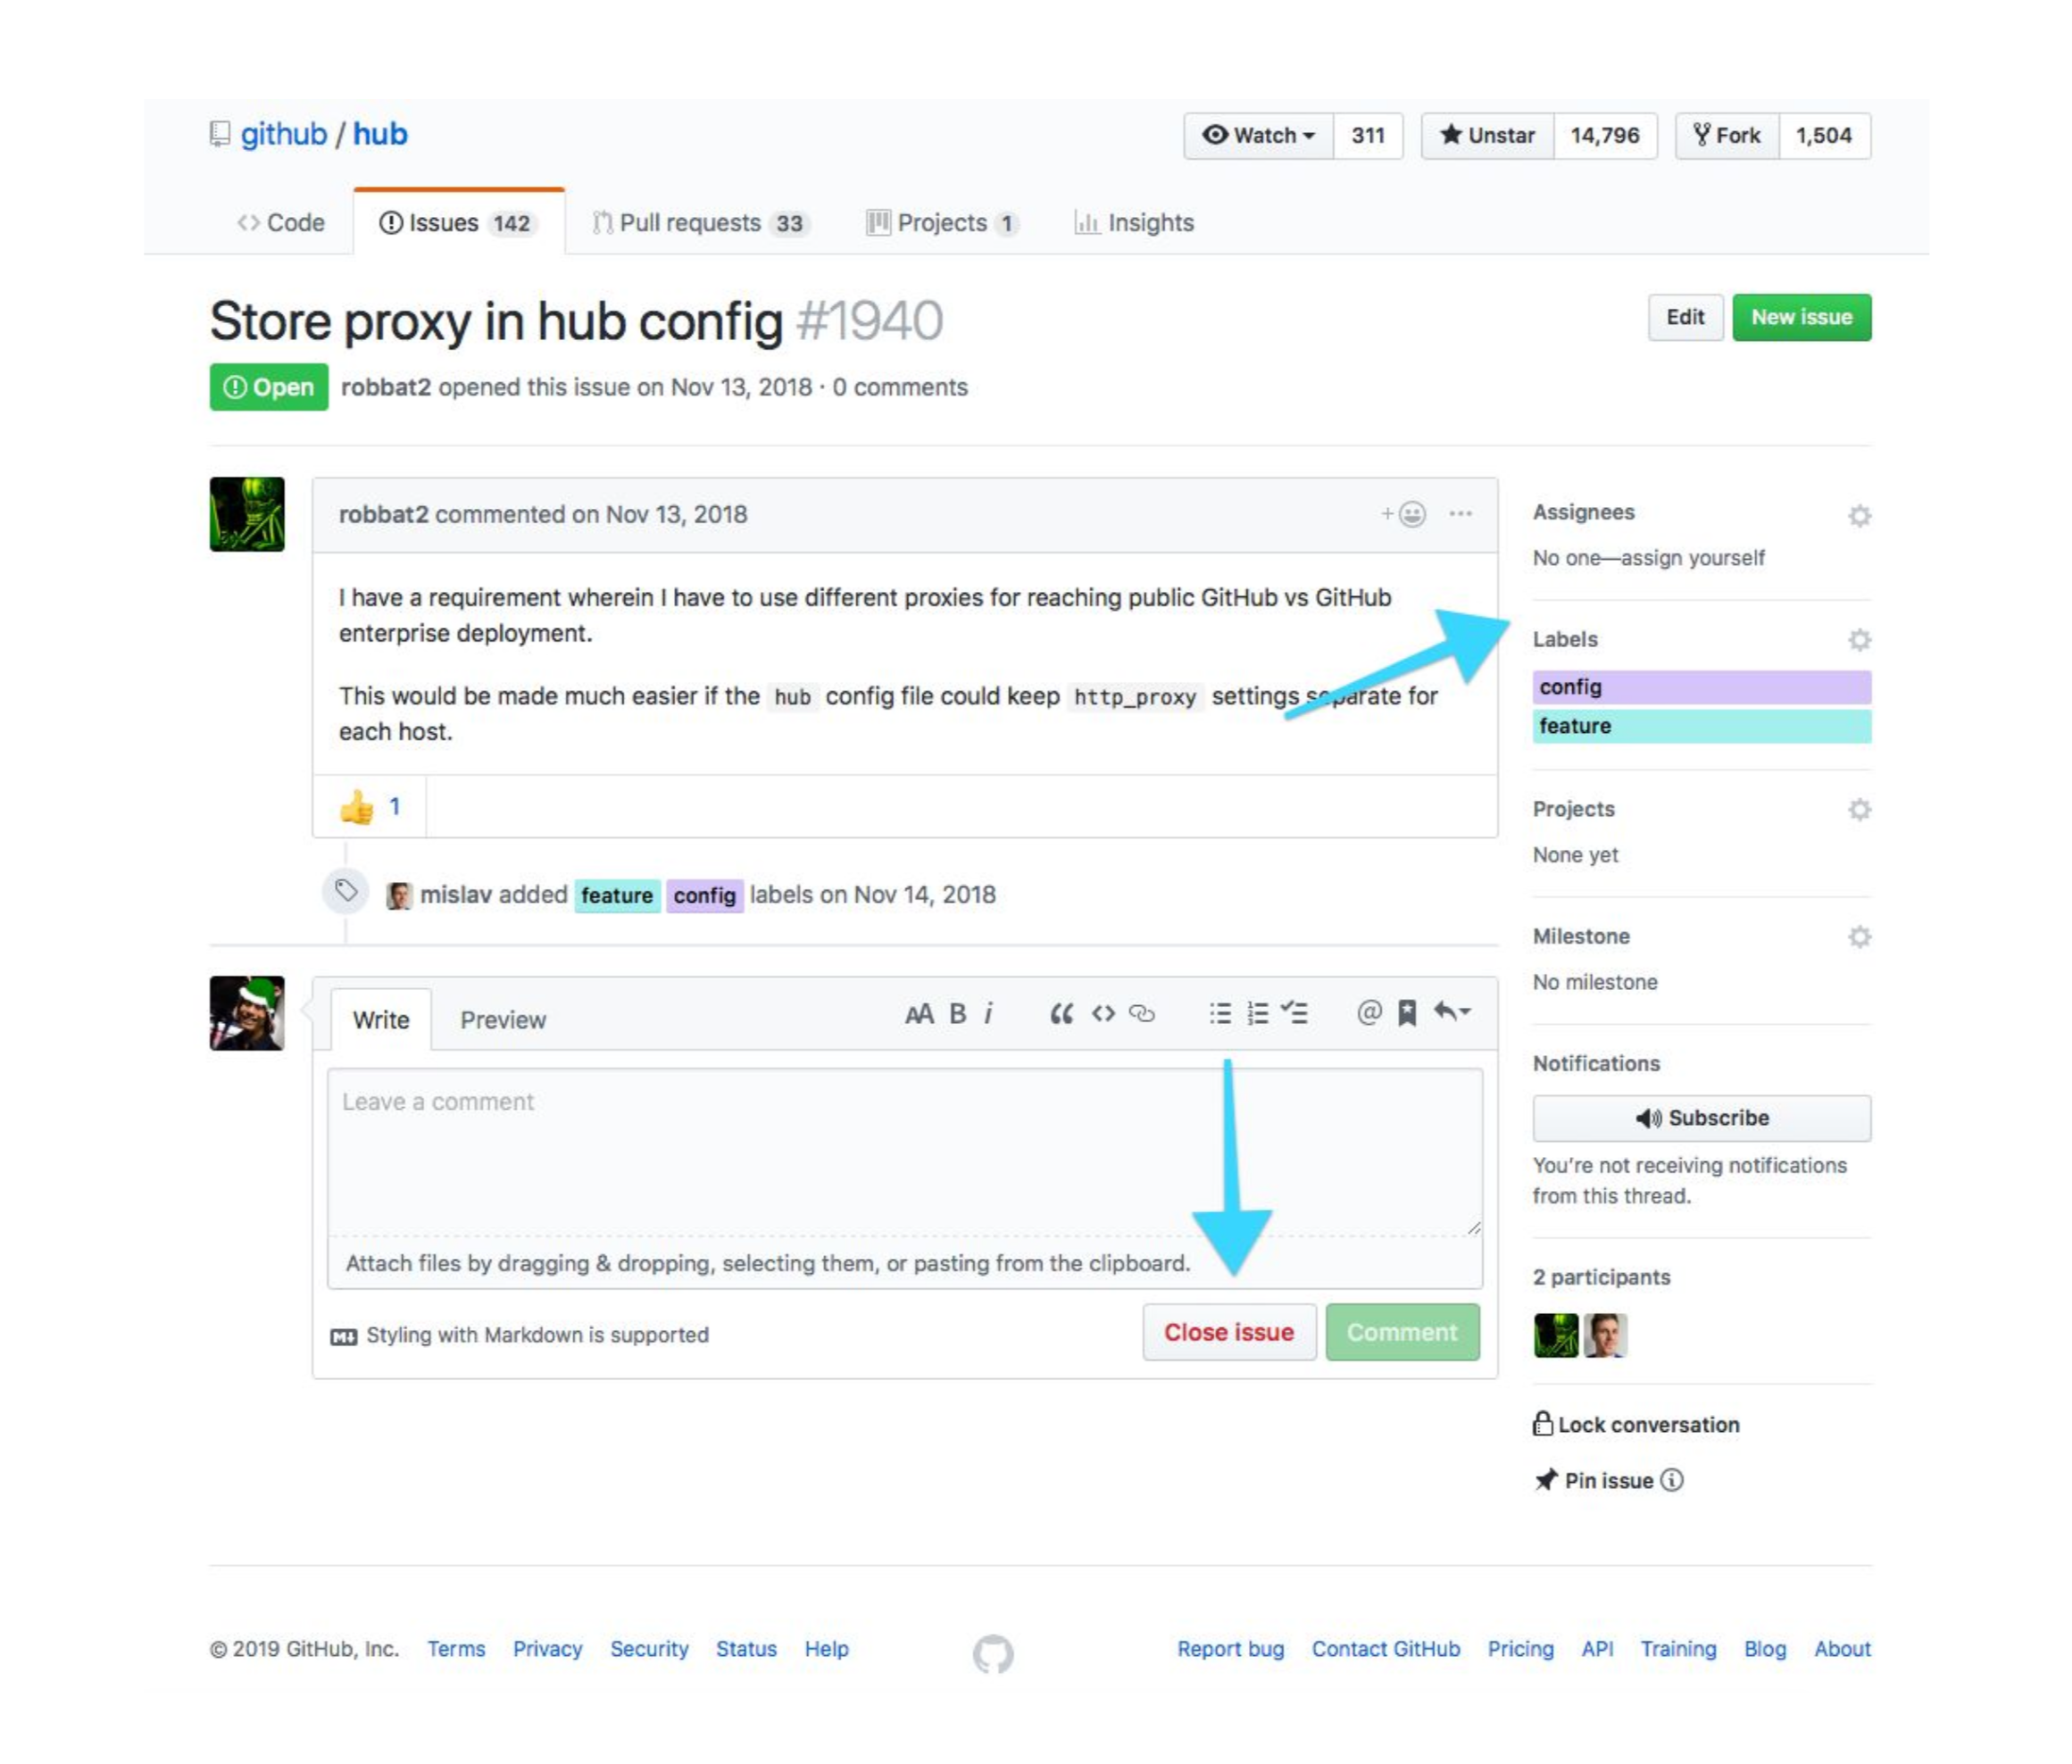 github / hub
Watch 311 Unstar 14,796 Fork 1,504
Code Issues 142 Pull requests 33 Projects 1 Insights
Store proxy in hub config #1940
Edit New issue
Open robbat2 opened this issue on Nov 13, 2018 · 0 comments
robbat2 commented on Nov 13, 2018
I have a requirement wherein I have to use different proxies for reaching public GitHub vs GitHub
enterprise deployment.
This would be made much easier if the hub config file could keep http_proxy settings separate for
each host.
1
mislav added feature config labels on Nov 14, 2018
Write Preview
Leave a comment
Attach files by dragging & dropping, selecting them, or pasting from the clipboard.
Styling with Markdown is supported
Close issue Comment
Assignees
No one—assign yourself
Labels
config
feature
Projects
None yet
Milestone
No milestone
Notifications
Subscribe
You're not receiving notifications
from this thread.
2 participants
Lock conversation
Pin issue
© 2019 GitHub, Inc. Terms Privacy Security Status Help
Report bug Contact GitHub Pricing API Training Blog About